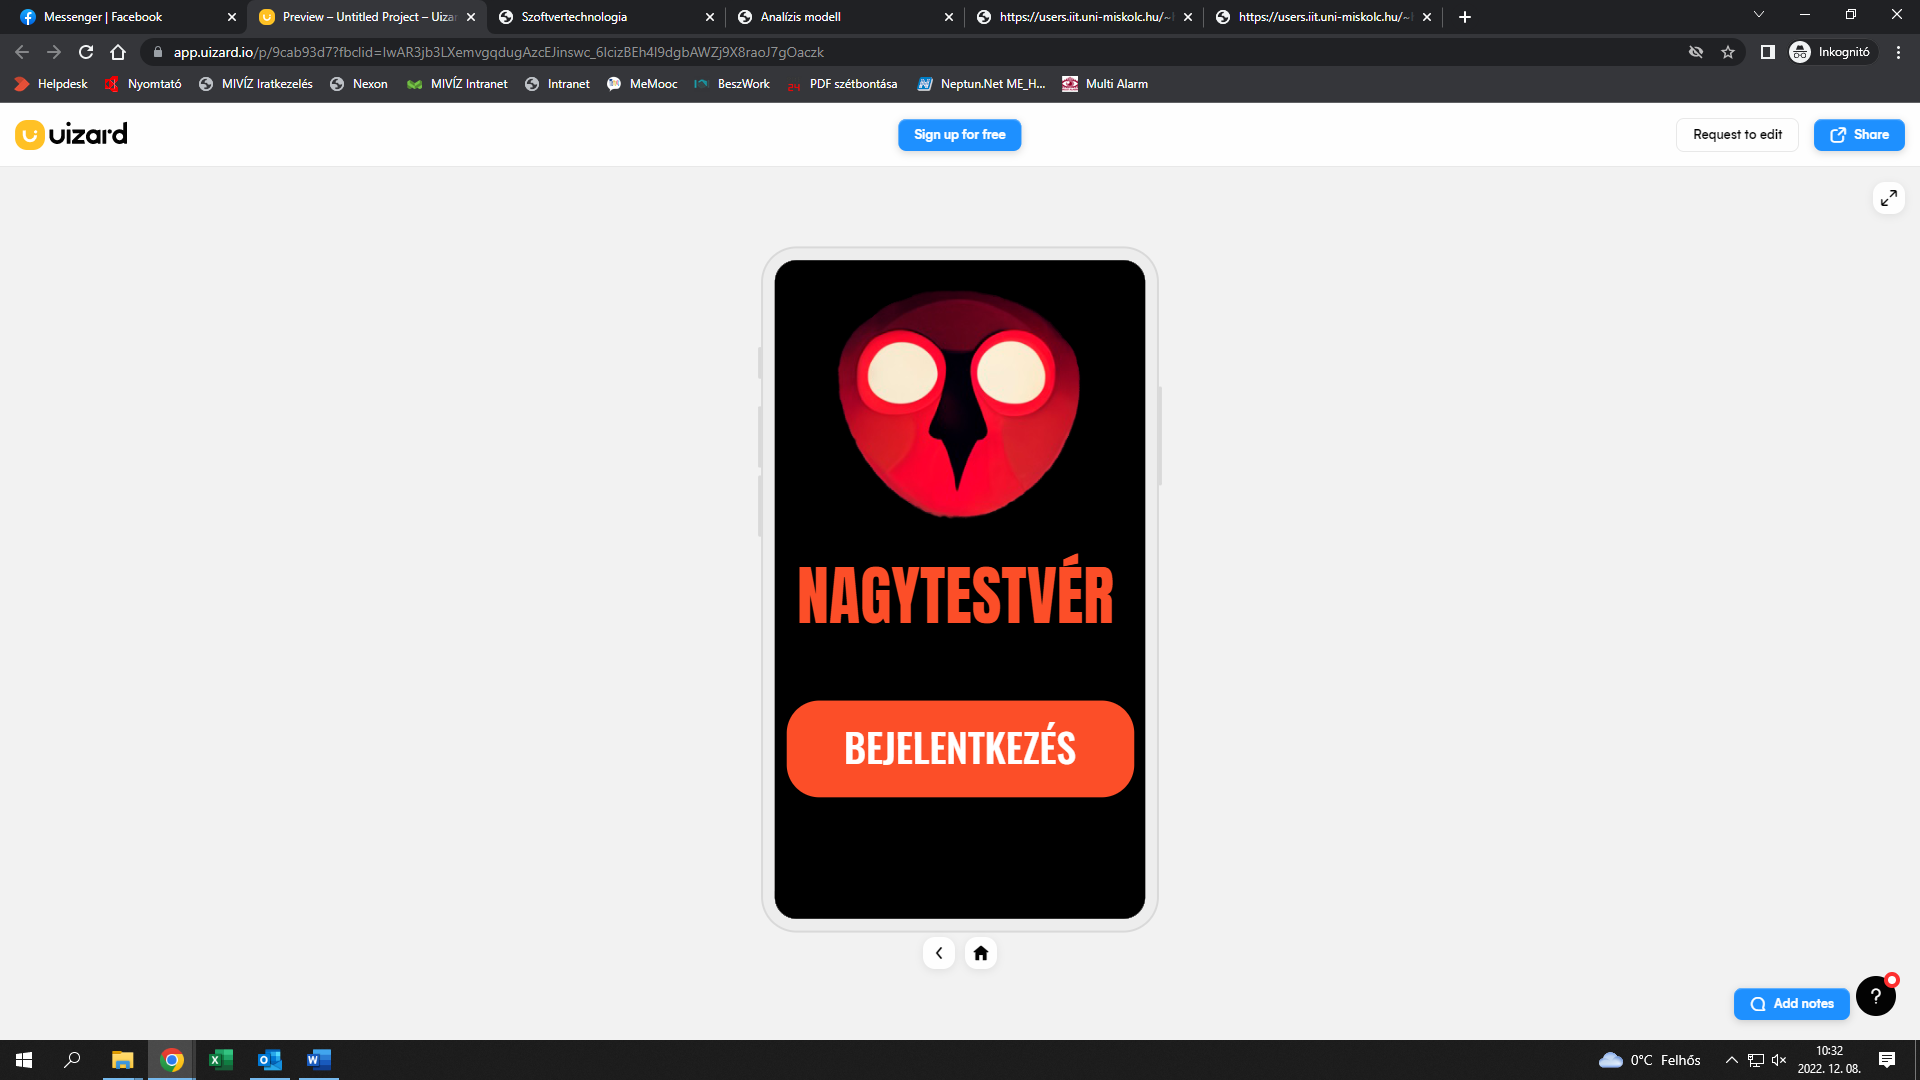 Messenger | Facebook
Preview – Untitled Project – Uizar
Szoftvertechnologia
Analízis modell
https://users.iit.uni-miskolc.hu/~
https://users.iit.uni-miskolc.hu/~
app.uizard.io/p/9cab93d7?fbclid=IwAR3jb3LXemvgqdugAzcEJinswc_6IcizBEh4I9dgbAWZj9X8raoJ7gOaczk
Inkognitó
Helpdesk
Nyomtató
MIVÍZ Iratkezelés
Nexon
MIVÍZ Intranet
Intranet
MeMooc
BeszWork
PDF szétbontása
Neptun.Net ME_H...
Multi Alarm
uizard
Sign up for free
Request to edit
Share
NAGYTESTVÉR
BEJELENTKEZÉS
Add notes
?
0°C Felhős
10:32
2022. 12. 08.